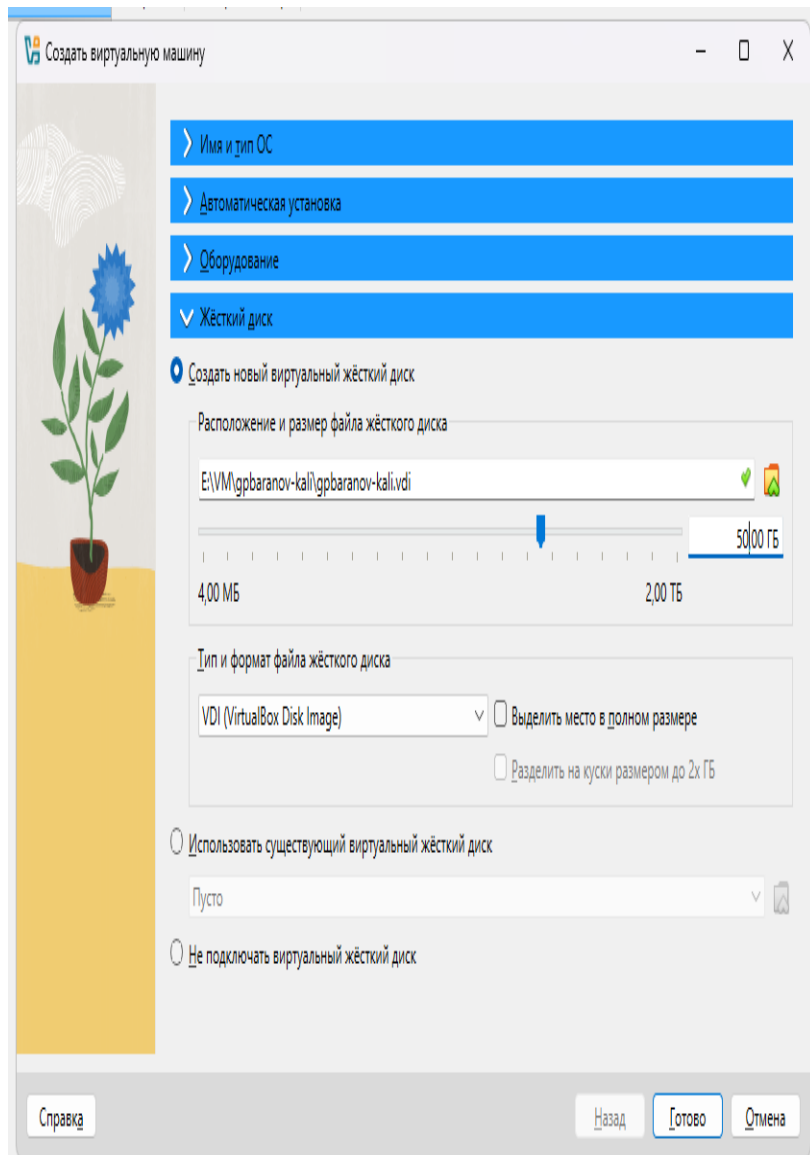 Создать виртуальную машину
Имя и тип ОС
Автоматическая установка
Оборудование
Жёсткий диск
Создать новый виртуальный жёсткий диск
Расположение и размер файла жёсткого диска
E:\VM\gpbaranov-kali\gpbaranov-kali.vdi
50,00 ГБ
4,00 МБ 2,00 ТБ
Тип и формат файла жёсткого диска
VDI (VirtualBox Disk Image) Выделить место в полном размере
Разделить на куски размером до 2х ГБ
Использовать существующий виртуальный жёсткий диск
Пусто
Не подключать виртуальный жёсткий диск
Справка Назад Готово Отмена